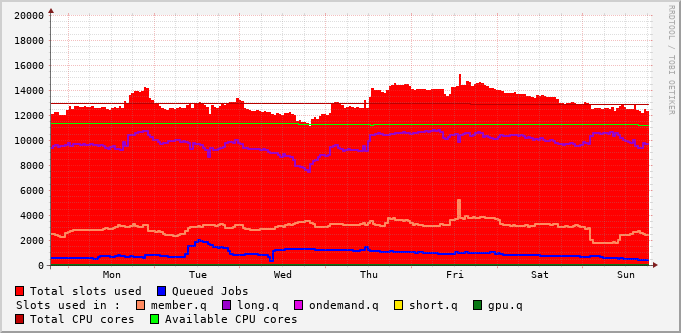 20000
18000
16000
14000
12000
10000
8000
6000
4000
2000
0
Mon Tue Wed Thu Fri Sat Sun
RRDTOOL / TOBI OETIKER
Total slots used Queued Jobs
Slots used in : member.q long.q ondemand.q short.q gpu.q
Total CPU cores Available CPU cores